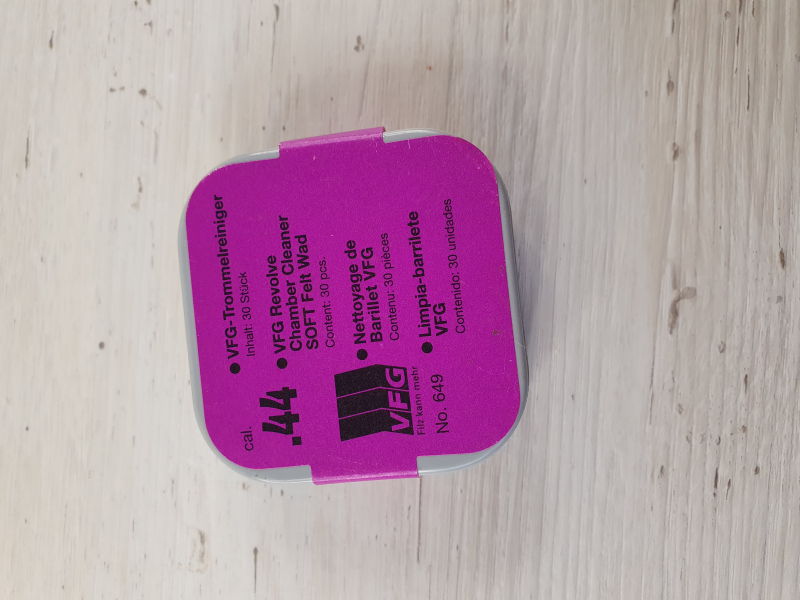 cal.
.44
● VFG-Trommelreiniger
Inhalt: 30 Stück
● VFG Revolve
Chamber Cleaner
SOFT Felt Wad
Content: 30 pcs.
● Nettoyage de
Barillet VFG
Contenu: 30 pièces
● Limpia-barrilete
VFG
Contenido: 30 unidades
VFG
Filz kann mehr
No. 649